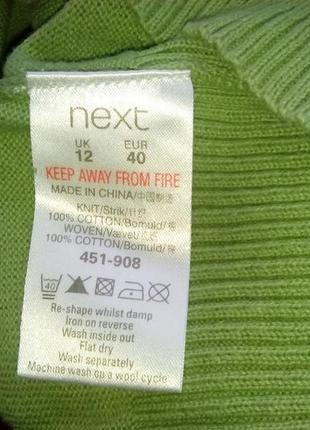 next
UK EUR
12 40
KEEP AWAY FROM FIRE
MADE IN CHINA/中国制造
KNIT/Strik/针织
100% COTTON/Bomuld/棉
WOVEN/Vævet/
100% COTTON/Bomuld/棉
451-908
40
Re-shape whilst damp
Iron on reverse
Wash inside out
Flat dry
Wash separately
Machine wash on a wool cycle